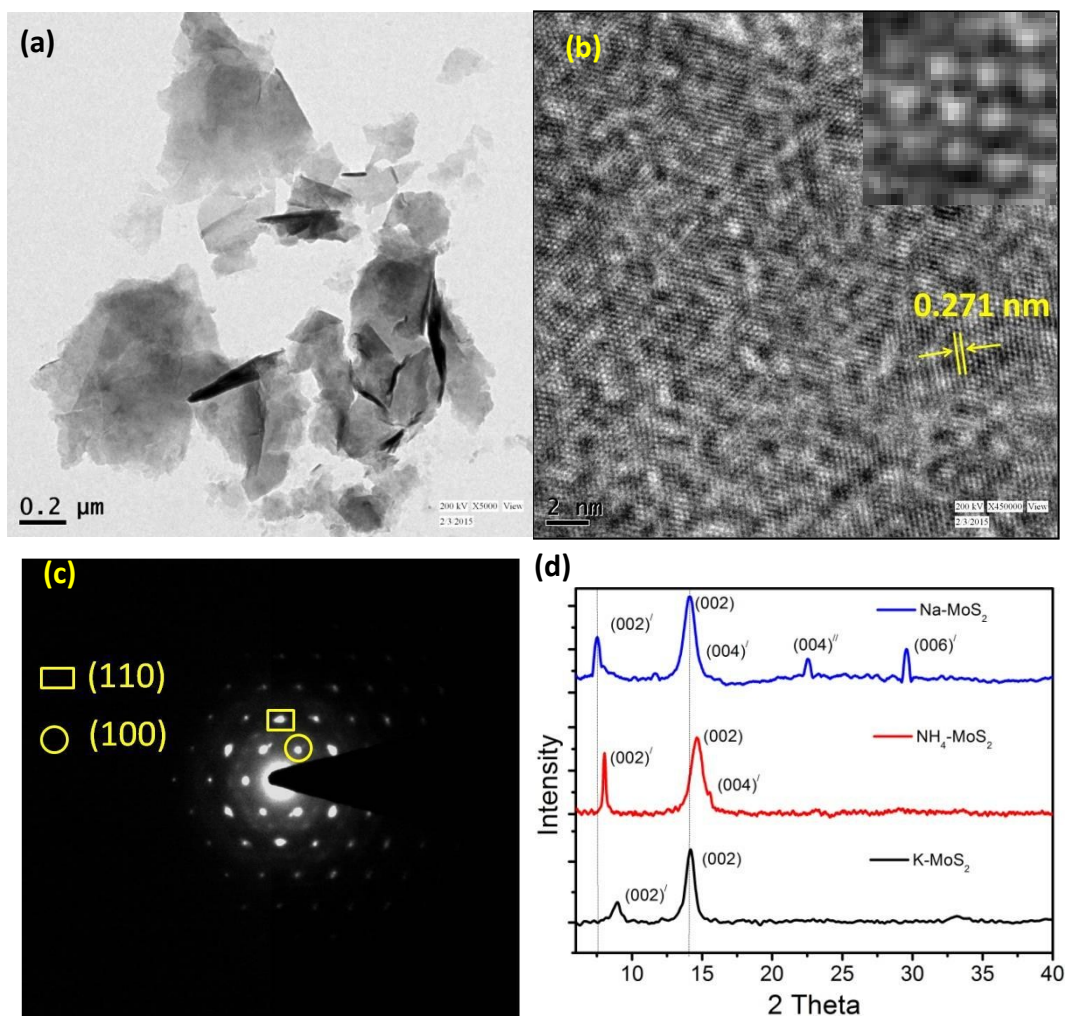 (a)
0.2 µm
200 kV X5000 View
2/3/2015
(b)
0.271 nm
2 nm
200 kV X450000 View
2/3/2015
(c)
(110)
(100)
(d)
Na-MoS₂
(002)′
(002)
(004)′
(004)″
(006)′
NH₄-MoS₂
(002)′
(002)
(004)′
K-MoS₂
(002)′
(002)
Intensity
10 15 20 25 30 35 40
2 Theta